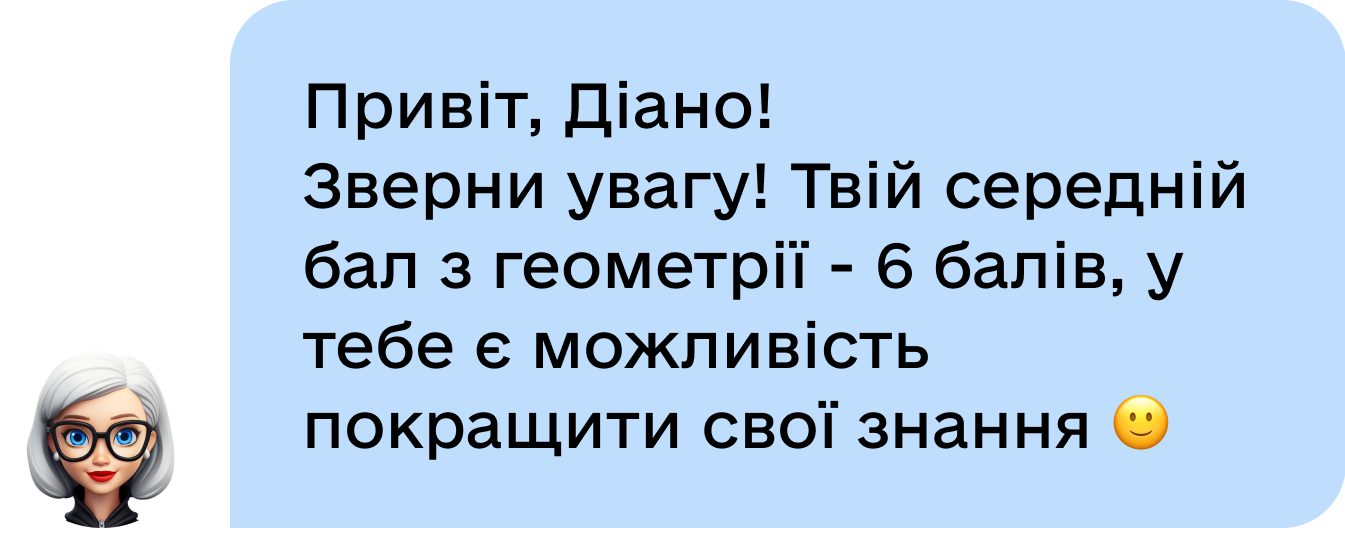 Привіт, Діано!
Зверни увагу! Твій середній
бал з геометрії - 6 балів, у
тебе є можливість
покращити свої знання 🙂